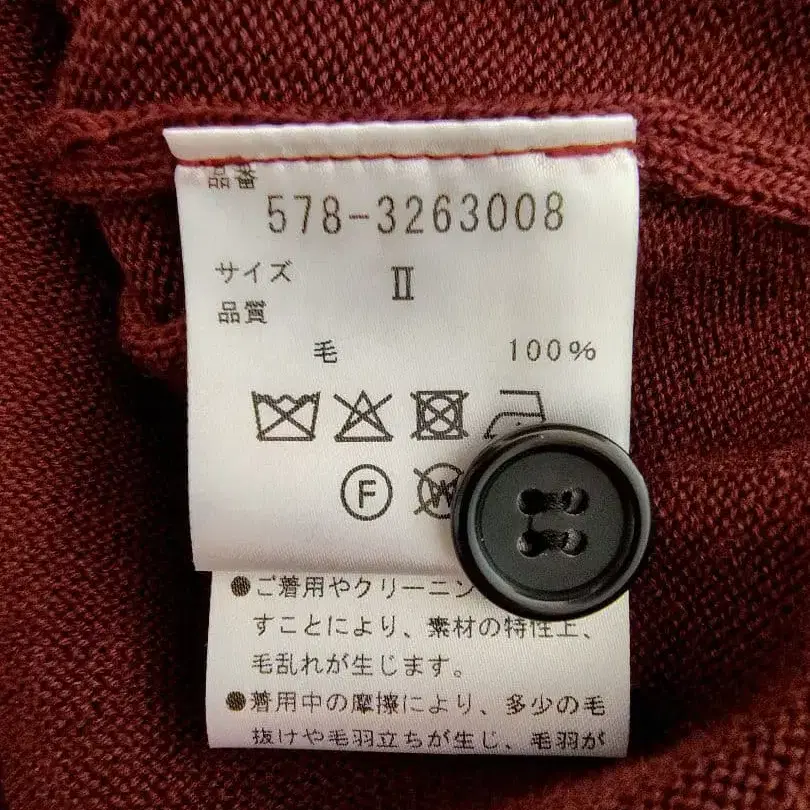 品番
578-3263008
サイズ Ⅱ
品質
毛 100%
F W
●ご着用やクリーニン
すことにより、素材の特性上、
毛乱れが生じます。
●着用中の摩擦により、多少の毛
抜けや毛羽立ちが生じ、毛羽が